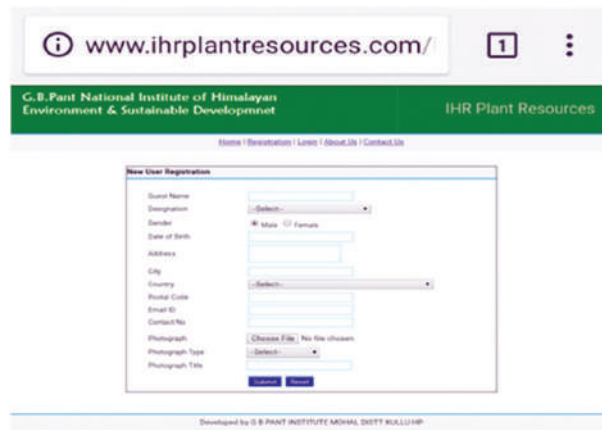 www.ihrplantresources.com/
1
G.B.Pant National Institute of Himalayan
Environment & Sustainable Developmnet
IHR Plant Resources
Home | Registration | Login | About Us | Contact Us
New User Registration
Guest Name
Designation -Select-
Gender Male Female
Date of Birth
Address
City
Country -Select-
Postal Code
Email ID
Contact No
Photograph Choose File No file chosen
Photograph Type -Select-
Photograph Title
Submit Reset
Developed by G B PANT INSTITUTE MOHAL DISTT KULLU HP